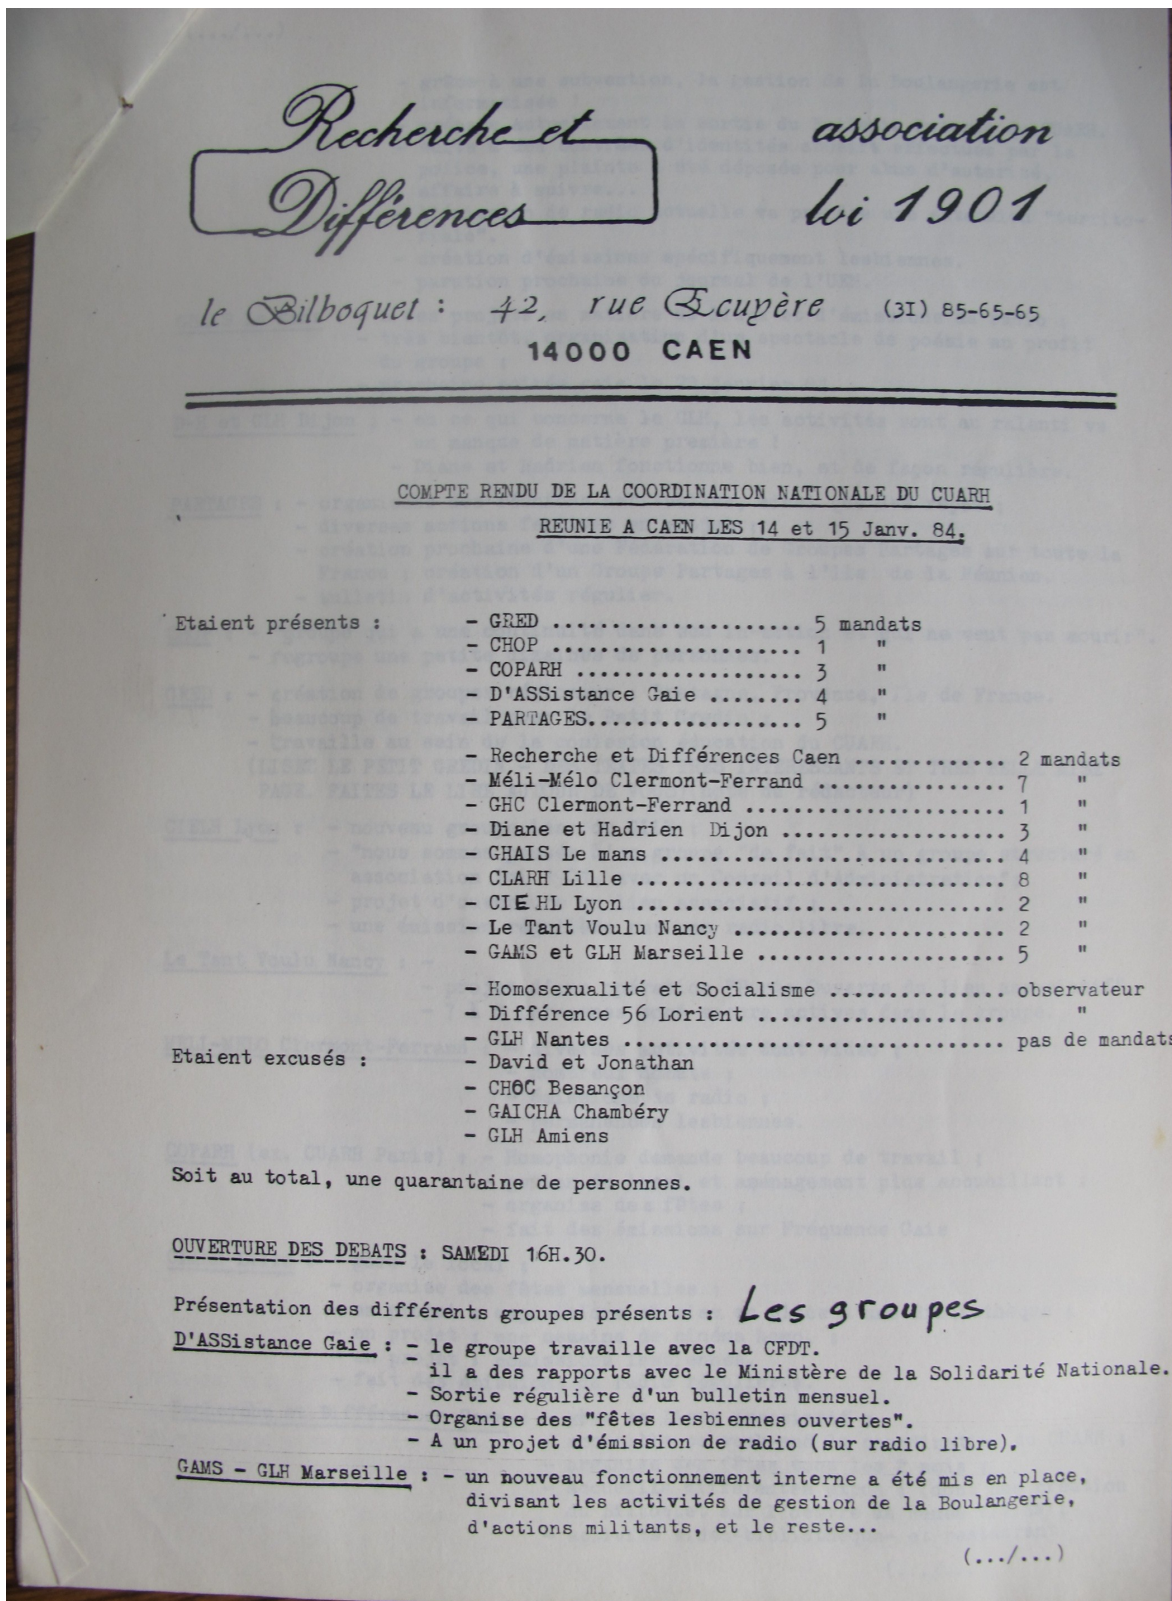 Recherche et association
Différences loi 1901
le Bilboquet : 42, rue Ecuyère (31) 85-65-65
14000 CAEN
COMPTE RENDU DE LA COORDINATION NATIONALE DU CUARH
REUNIE A CAEN LES 14 et 15 Janv. 84.
Etaient présents : - GRED ...................... 5 mandats
- CHOP ...................... 1 "
- COPARH .................... 3 "
- D'ASSistance Gaie ........ 4 "
- PARTAGES................... 5 "
- Recherche et Différences Caen ............. 2 mandats
- Méli-Mélo Clermont-Ferrand ................ 7 "
- GHC Clermont-Ferrand ...................... 1 "
- Diane et Hadrien Dijon ................... 3 "
- GHAIS Le mans ............................. 4 "
- CLARH Lille ............................... 8 "
- CIEHL Lyon ................................ 2 "
- Le Tant Voulu Nancy ....................... 2 "
- GAMS et GLH Marseille ..................... 5 "
- Homosexualité et Socialisme ............... observateur
- Différence 56 Lorient ..................... "
- GLH Nantes ................................ pas de mandats
Etaient excusés : - David et Jonathan
- CHOC Besançon
- GAICHA Chambéry
- GLH Amiens
Soit au total, une quarantaine de personnes.
OUVERTURE DES DEBATS : SAMEDI 16H.30.
Présentation des différents groupes présents : Les groupes
D'ASSistance Gaie : - le groupe travaille avec la CFDT.
- il a des rapports avec le Ministère de la Solidarité Nationale.
- Sortie régulière d'un bulletin mensuel.
- Organise des "fêtes lesbiennes ouvertes".
- A un projet d'émission de radio (sur radio libre).
GAMS - GLH Marseille : - un nouveau fonctionnement interne a été mis en place,
divisant les activités de gestion de la Boulangerie,
d'actions militants, et le reste...
(.../...)